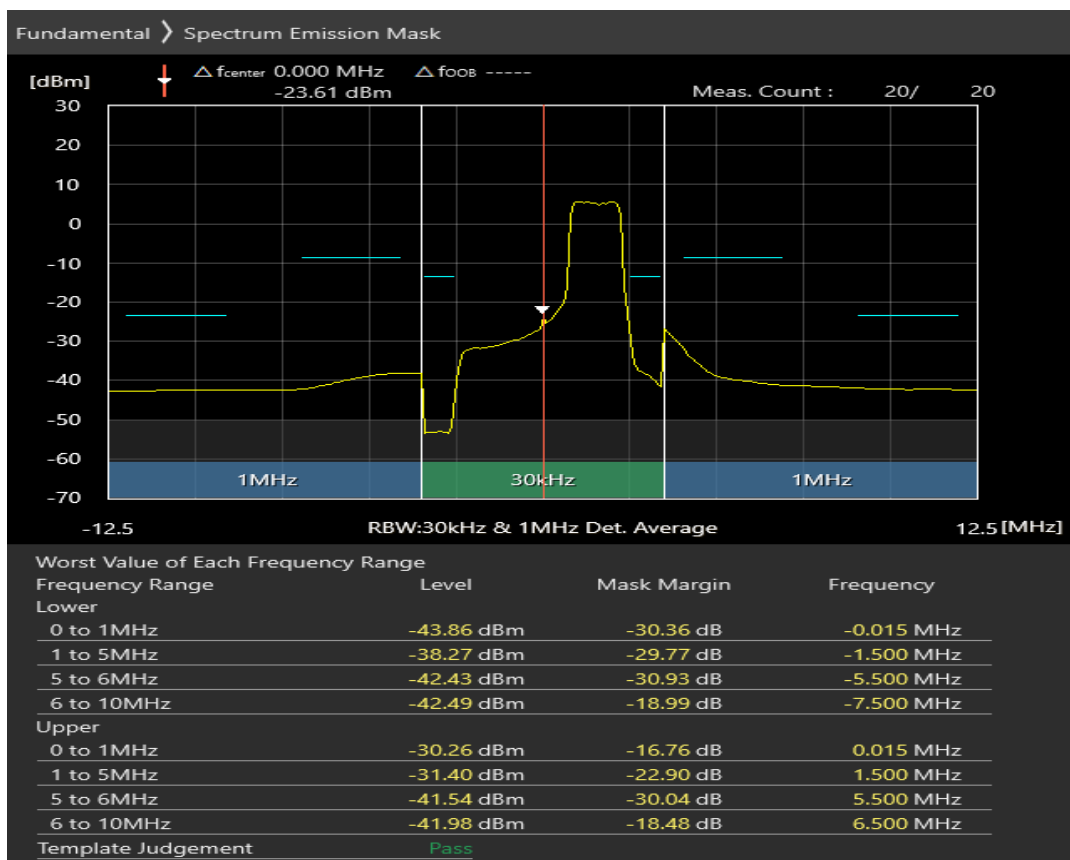 Fundamental ❯ Spectrum Emission Mask
[dBm]
△ fcenter 0.000 MHz △ fOOB -----
-23.61 dBm
Meas. Count : 20/ 20
30
20
10
0
-10
-20
-30
-40
-50
-60
-70
1MHz 30kHz 1MHz
-12.5 RBW:30kHz & 1MHz Det. Average 12.5 [MHz]
Worst Value of Each Frequency Range
Frequency Range Level Mask Margin Frequency
Lower
0 to 1MHz -43.86 dBm -30.36 dB -0.015 MHz
1 to 5MHz -38.27 dBm -29.77 dB -1.500 MHz
5 to 6MHz -42.43 dBm -30.93 dB -5.500 MHz
6 to 10MHz -42.49 dBm -18.99 dB -7.500 MHz
Upper
0 to 1MHz -30.26 dBm -16.76 dB 0.015 MHz
1 to 5MHz -31.40 dBm -22.90 dB 1.500 MHz
5 to 6MHz -41.54 dBm -30.04 dB 5.500 MHz
6 to 10MHz -41.98 dBm -18.48 dB 6.500 MHz
Template Judgement Pass